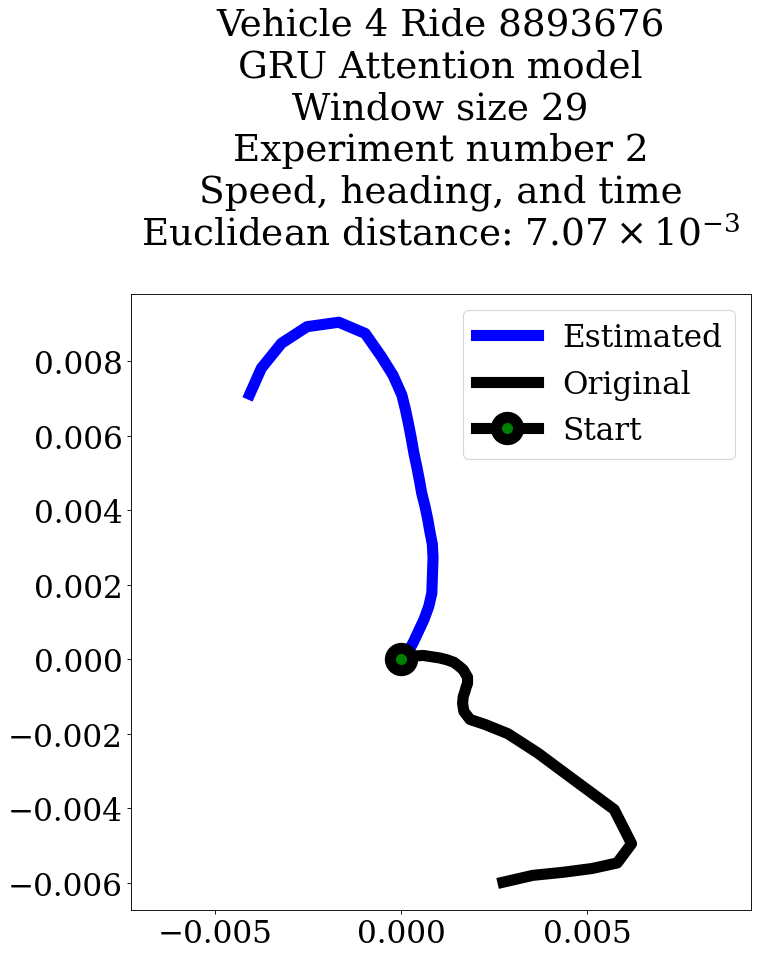 Vehicle 4 Ride 8893676
GRU Attention model
Window size 29
Experiment number 2
Speed, heading, and time
Euclidean distance: 7.07 × 10⁻³
Estimated
Original
Start
0.008
0.006
0.004
0.002
0.000
−0.002
−0.004
−0.006
−0.005 0.000 0.005